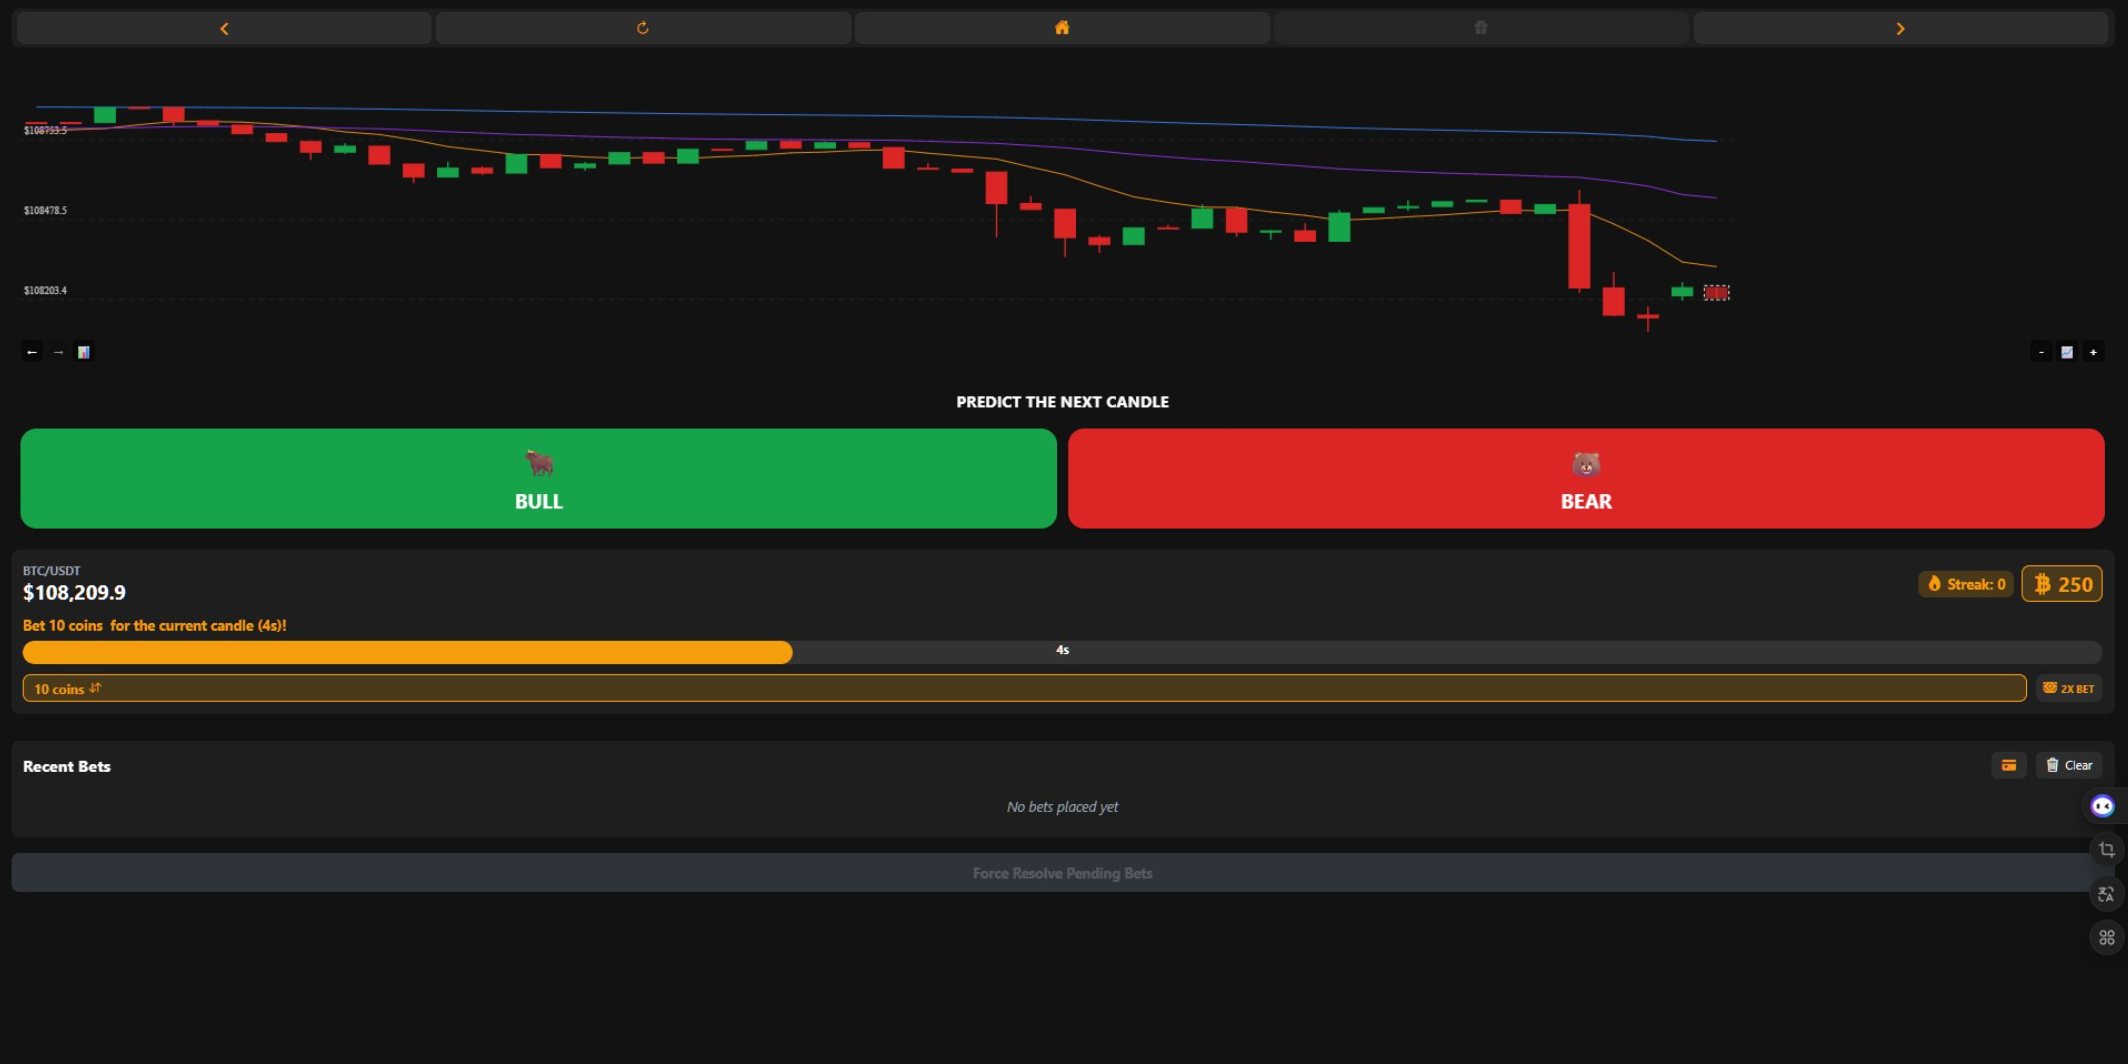 $108753.5
$108478.5
$108203.4
← →
- +
PREDICT THE NEXT CANDLE
BULL
BEAR
BTC/USDT
$108,209.9
Streak: 0
250
Bet 10 coins for the current candle (4s)!
4s
10 coins
2X BET
Recent Bets
Clear
No bets placed yet
Force Resolve Pending Bets